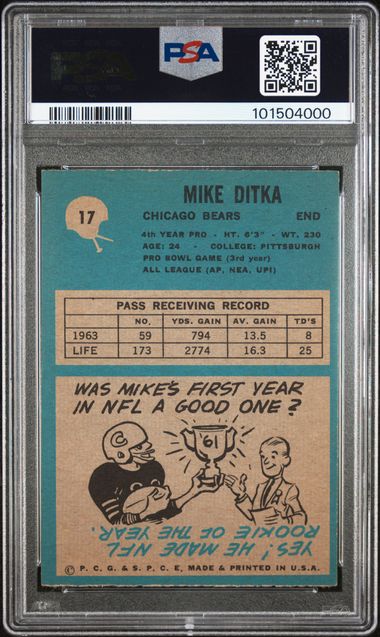 PSA
PSA
101504000
MIKE DITKA
17
CHICAGO BEARS END
4th YEAR PRO - HT. 6'3" - WT. 230
AGE: 24 - COLLEGE: PITTSBURGH
PRO BOWL GAME (3rd year)
ALL LEAGUE (AP, NEA, UPI)
PASS RECEIVING RECORD
NO. YDS. GAIN AV. GAIN TD'S
1963 59 794 13.5 8
LIFE 173 2774 16.3 25
WAS MIKE'S FIRST YEAR
IN NFL A GOOD ONE?
C
61
YES! HE MADE NFL
ROOKIE OF THE YEAR.
© P. C. G. & S. P. C. E., MADE & PRINTED IN U.S.A.